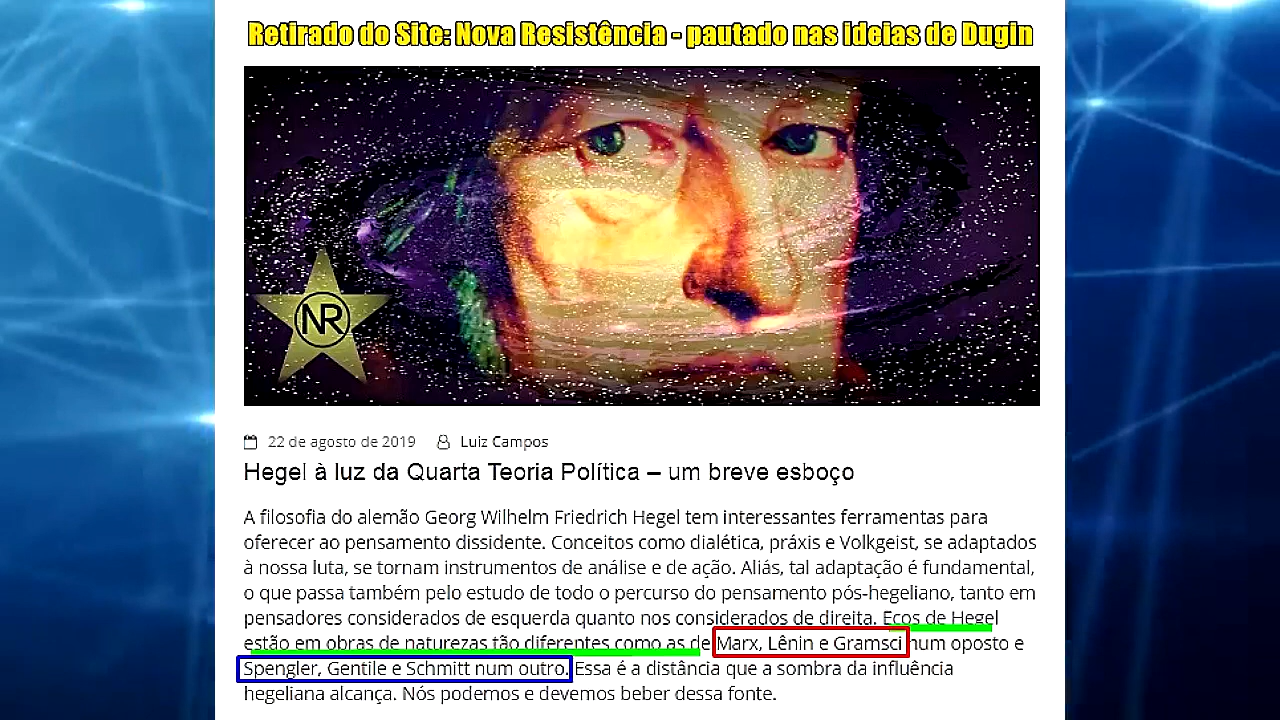 Retirado do Site: Nova Resistência - pautado nas ideias de Dugin
NR
22 de agosto de 2019 Luiz Campos
Hegel à luz da Quarta Teoria Política – um breve esboço
A filosofia do alemão Georg Wilhelm Friedrich Hegel tem interessantes ferramentas para
oferecer ao pensamento dissidente. Conceitos como dialética, práxis e Volkgeist, se adaptados
à nossa luta, se tornam instrumentos de análise e de ação. Aliás, tal adaptação é fundamental,
o que passa também pelo estudo de todo o percurso do pensamento pós-hegeliano, tanto em
pensadores considerados de esquerda quanto nos considerados de direita. Ecos de Hegel
estão em obras de naturezas tão diferentes como as de Marx, Lênin e Gramsci num oposto e
Spengler, Gentile e Schmitt num outro. Essa é a distância que a sombra da influência
hegeliana alcança. Nós podemos e devemos beber dessa fonte.